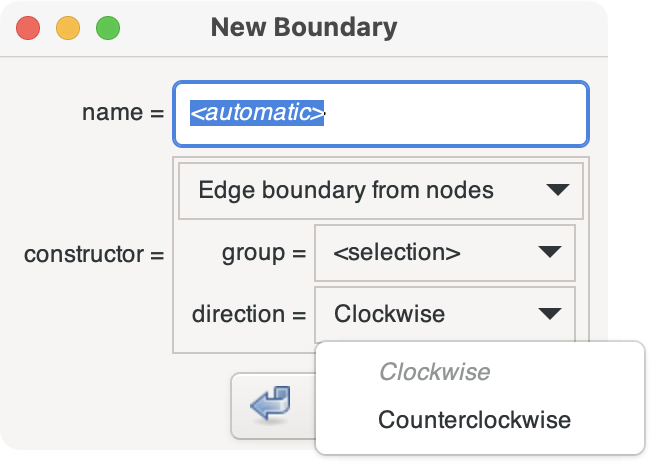 New Boundary
name = <automatic>
Edge boundary from nodes
constructor =
group = <selection>
direction = Clockwise
Clockwise
Counterclockwise